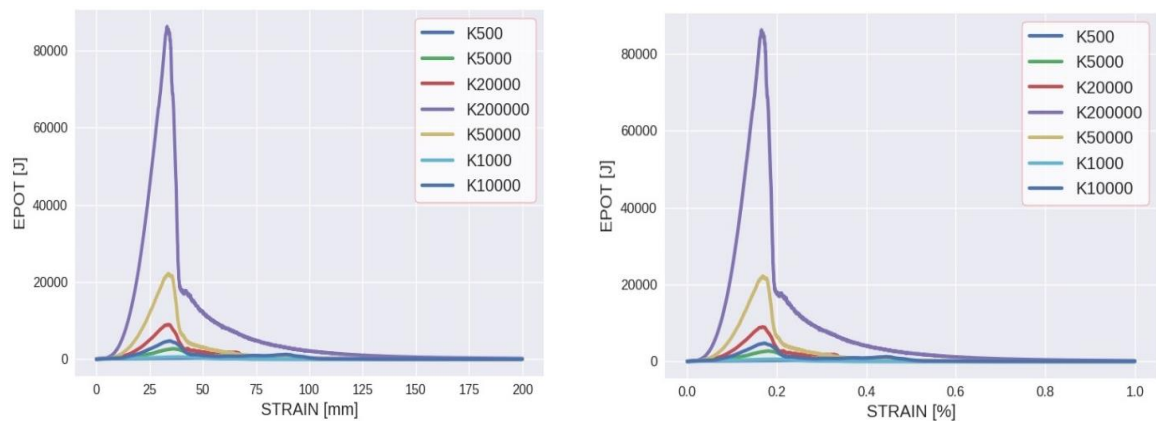 EPOT [J]
80000
60000
40000
20000
0
K500
K5000
K20000
K200000
K50000
K1000
K10000
0 25 50 75 100 125 150 175 200
STRAIN [mm]
EPOT [J]
80000
60000
40000
20000
0
K500
K5000
K20000
K200000
K50000
K1000
K10000
0.0 0.2 0.4 0.6 0.8 1.0
STRAIN [%]